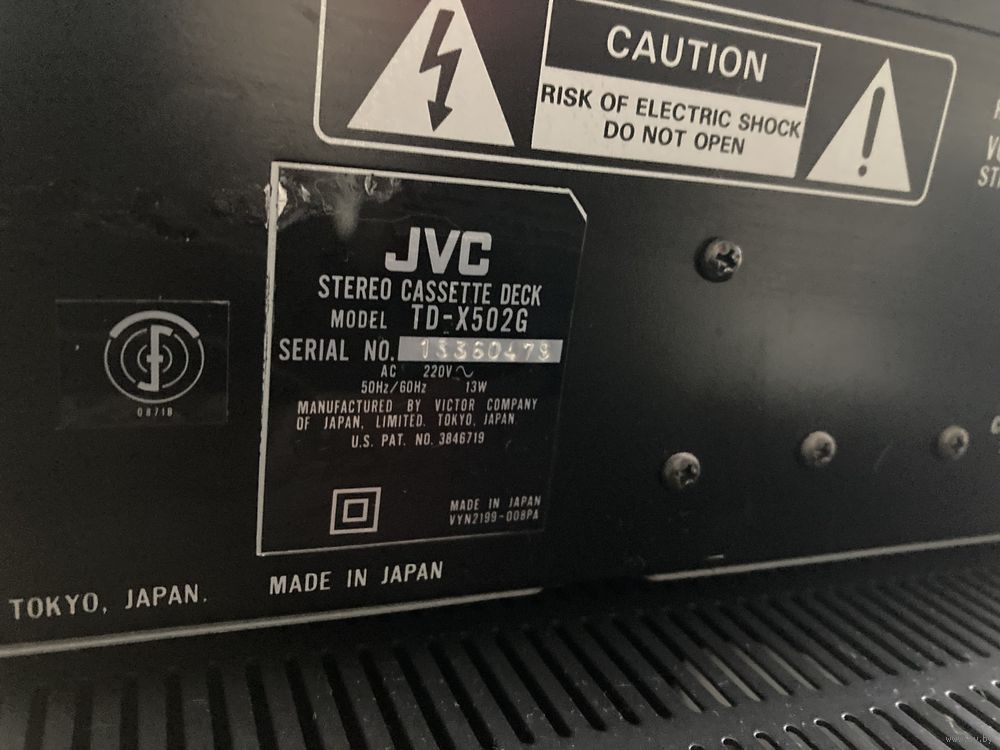 CAUTION
RISK OF ELECTRIC SHOCK
DO NOT OPEN
JVC
STEREO CASSETTE DECK
MODEL TD-X502G
SERIAL NO. 13360479
AC 220V~
50Hz/60Hz 13W
MANUFACTURED BY VICTOR COMPANY
OF JAPAN, LIMITED. TOKYO, JAPAN
U.S. PAT. NO. 3846719
MADE IN JAPAN
VYN2199-008PA
0871B
TOKYO, JAPAN.
MADE IN JAPAN